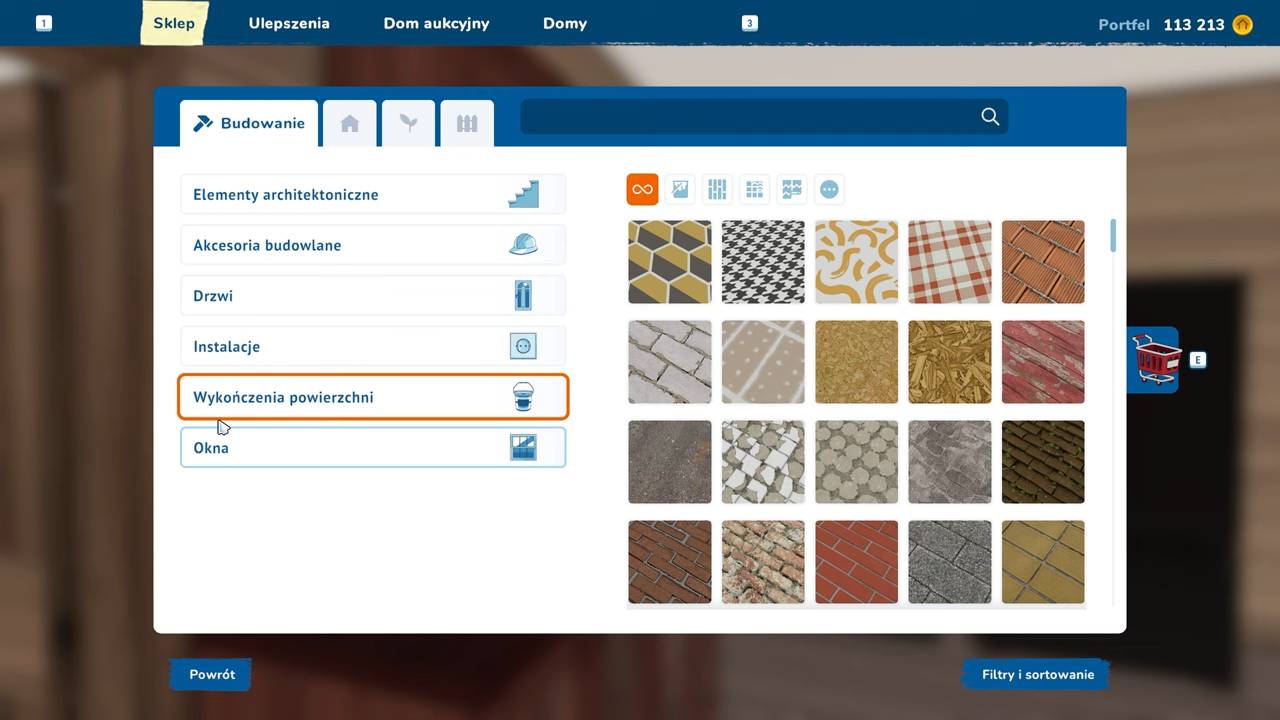 1
Sklep
Ulepszenia
Dom aukcyjny
Domy
3
Portfel 113 213
Budowanie
Elementy architektoniczne
Akcesoria budowlane
Drzwi
Instalacje
Wykończenia powierzchni
Okna
E
Powrót
Filtry i sortowanie